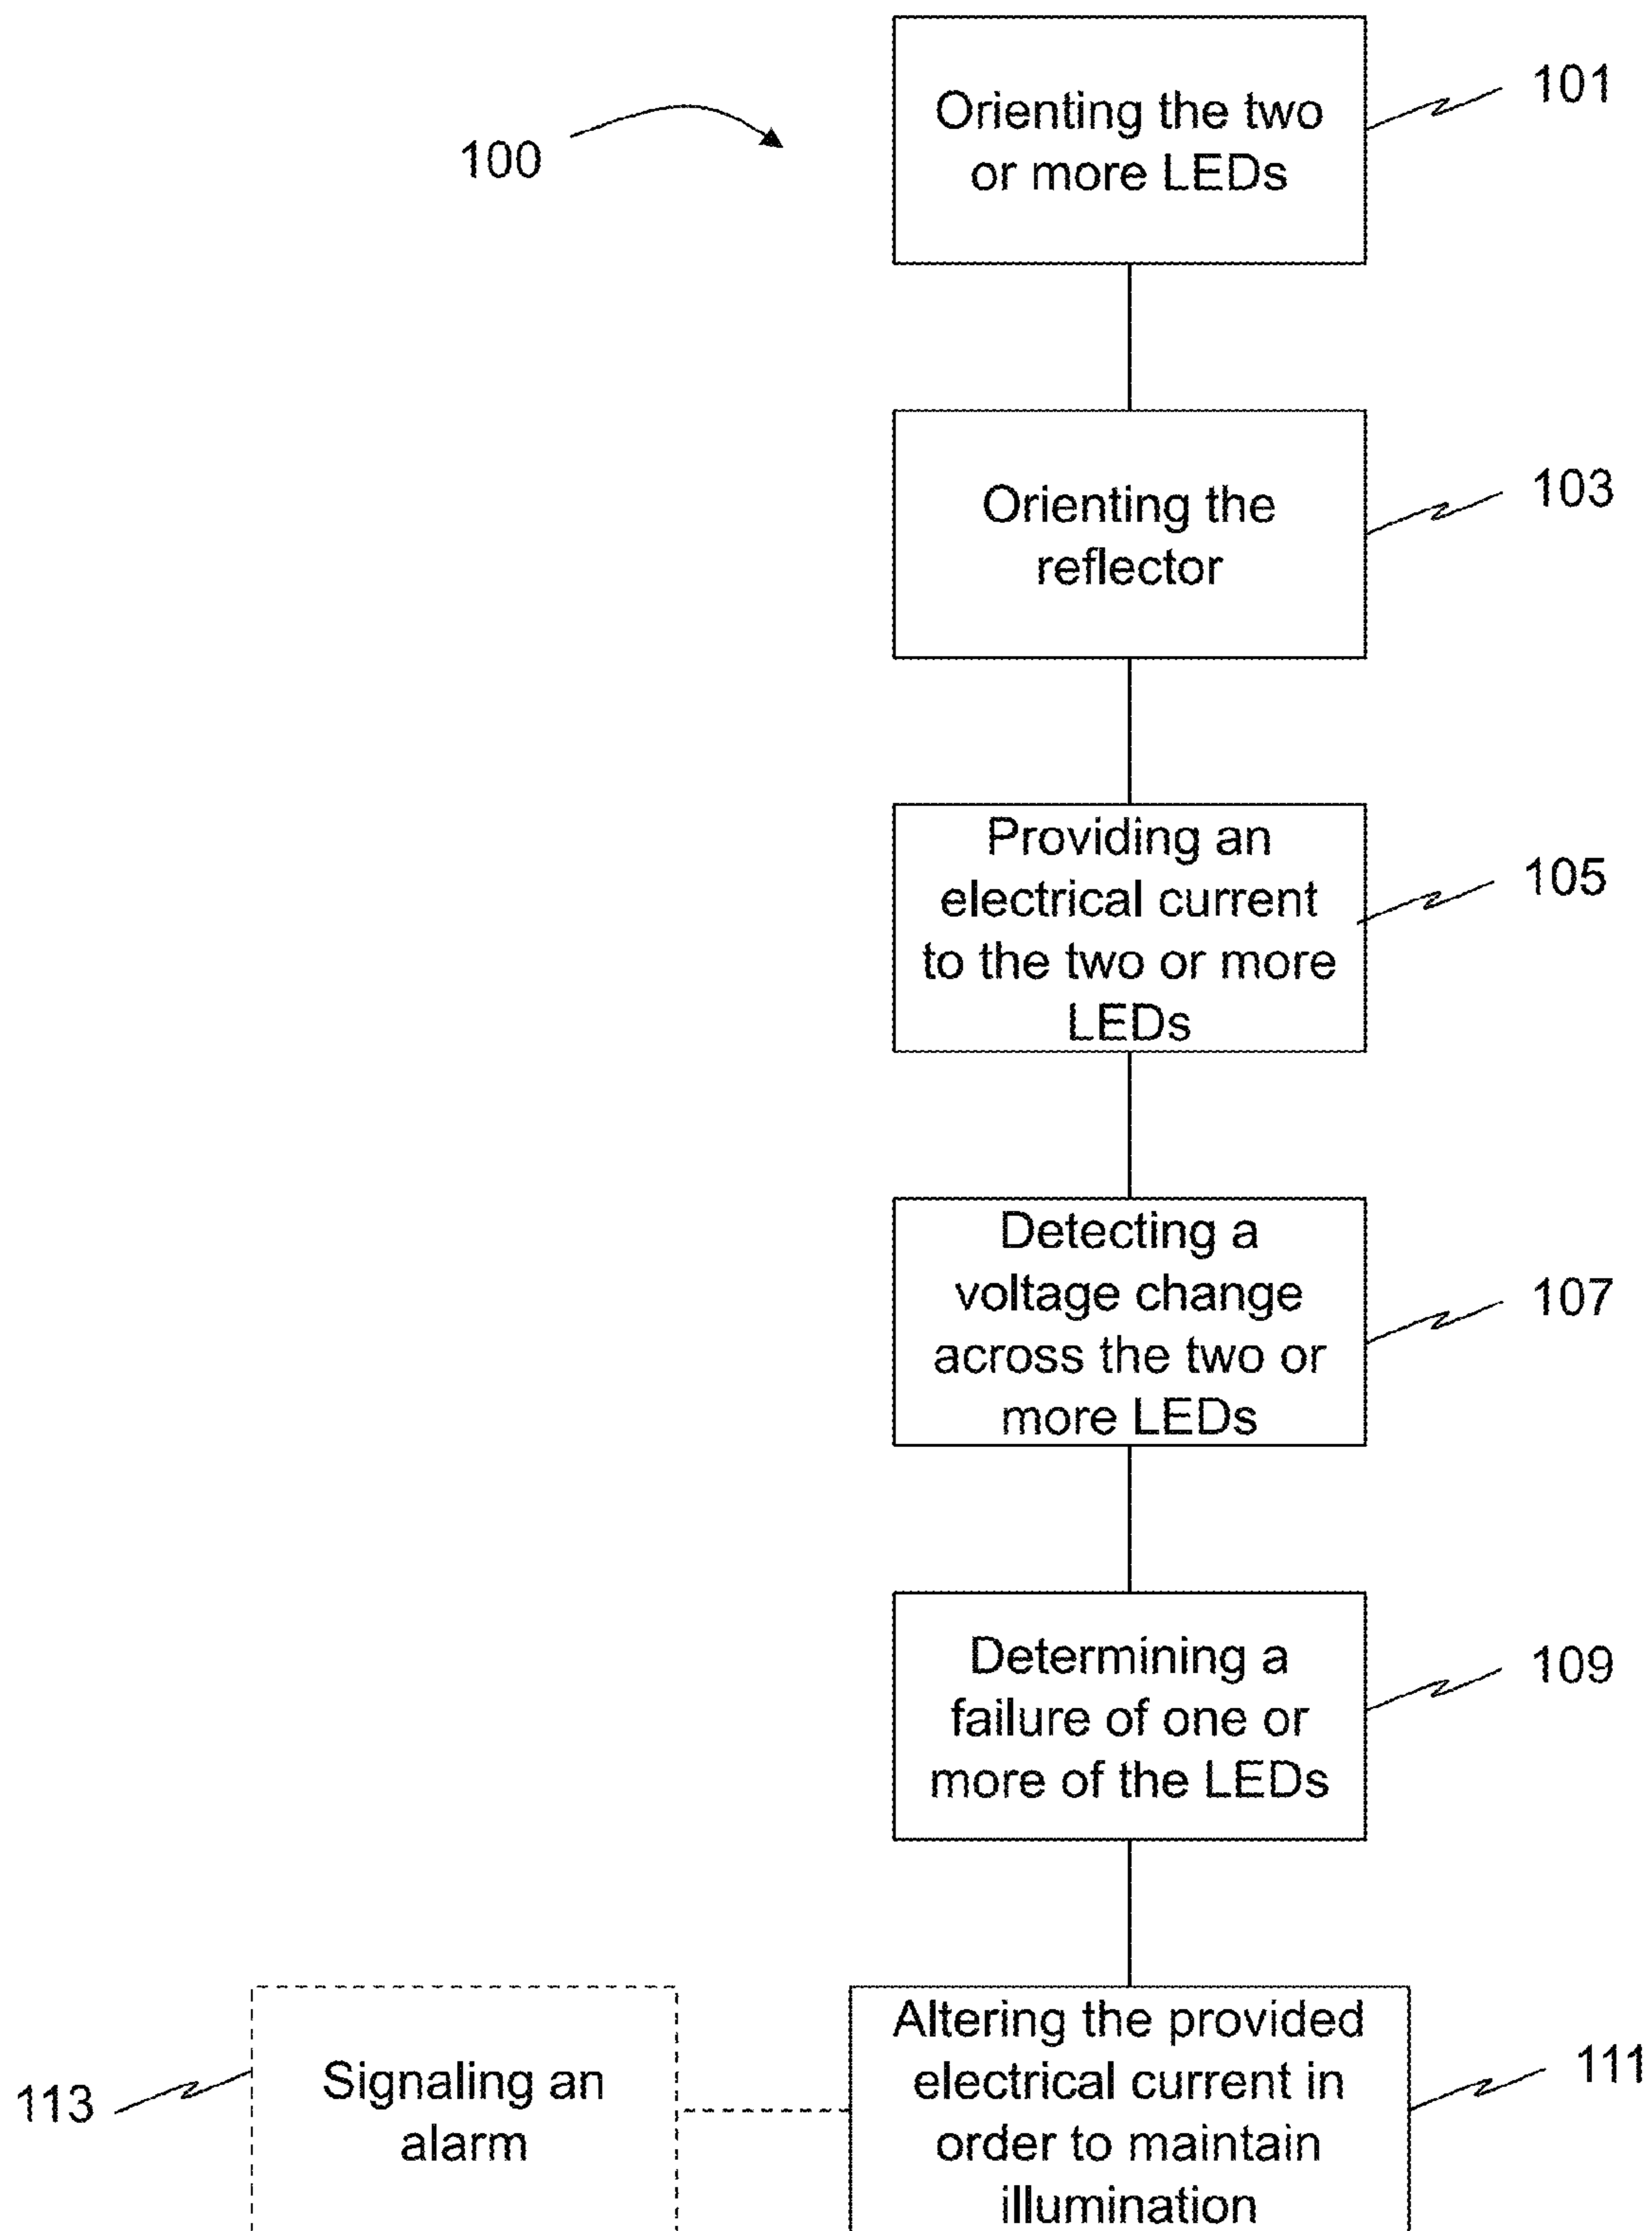 100
Orienting the two
or more LEDs
101
Orienting the
reflector
103
Providing an
electrical current
to the two or more
LEDs
105
Detecting a
voltage change
across the two or
more LEDs
107
Determining a
failure of one or
more of the LEDs
109
Altering the provided
electrical current in
order to maintain
illumination
111
Signaling an
alarm
113